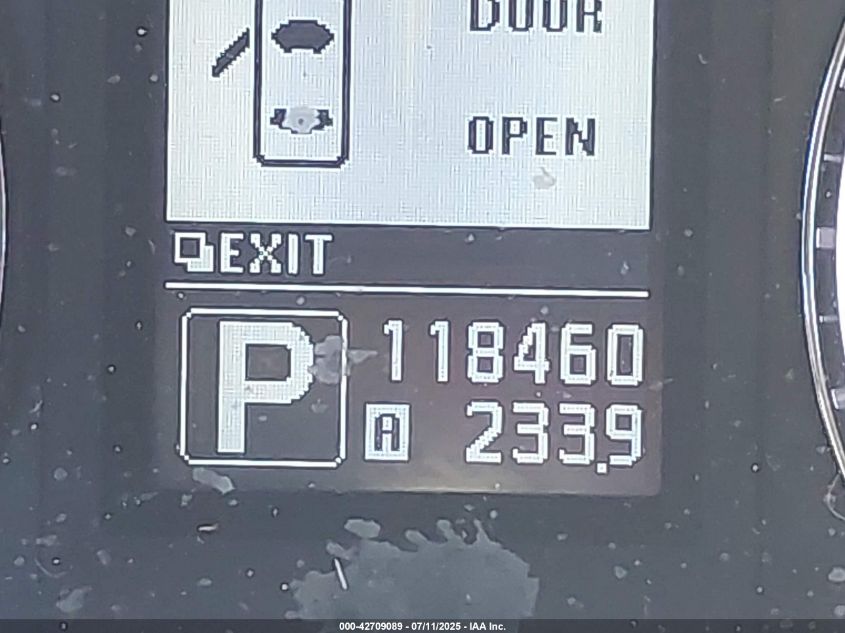 DOOR
OPEN
EXIT
P
118460
A 233.9
000-42709089 - 07/11/2025 - IAA Inc.